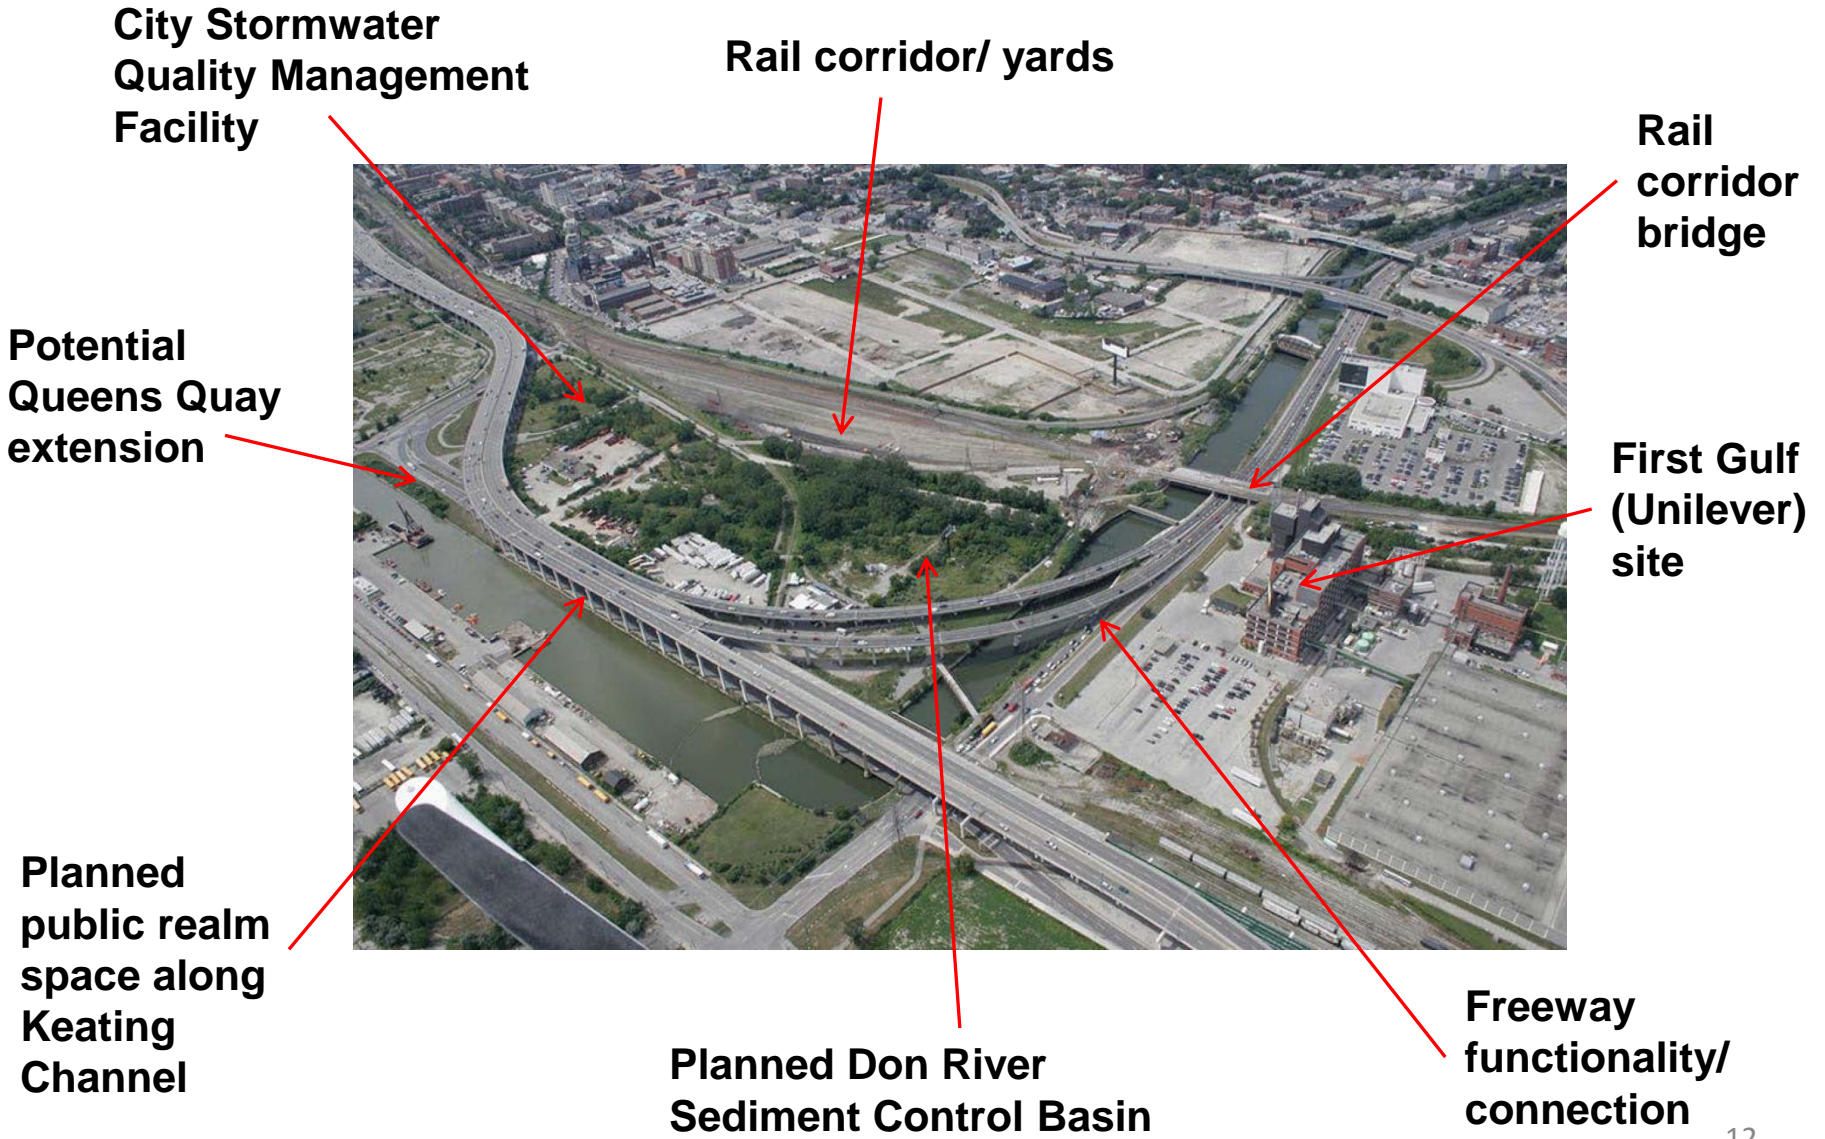 City Stormwater
Quality Management
Facility
Rail corridor/ yards
Rail
corridor
bridge
Potential
Queens Quay
extension
First Gulf
(Unilever)
site
Planned
public realm
space along
Keating
Channel
Planned Don River
Sediment Control Basin
Freeway
functionality/
connection
12